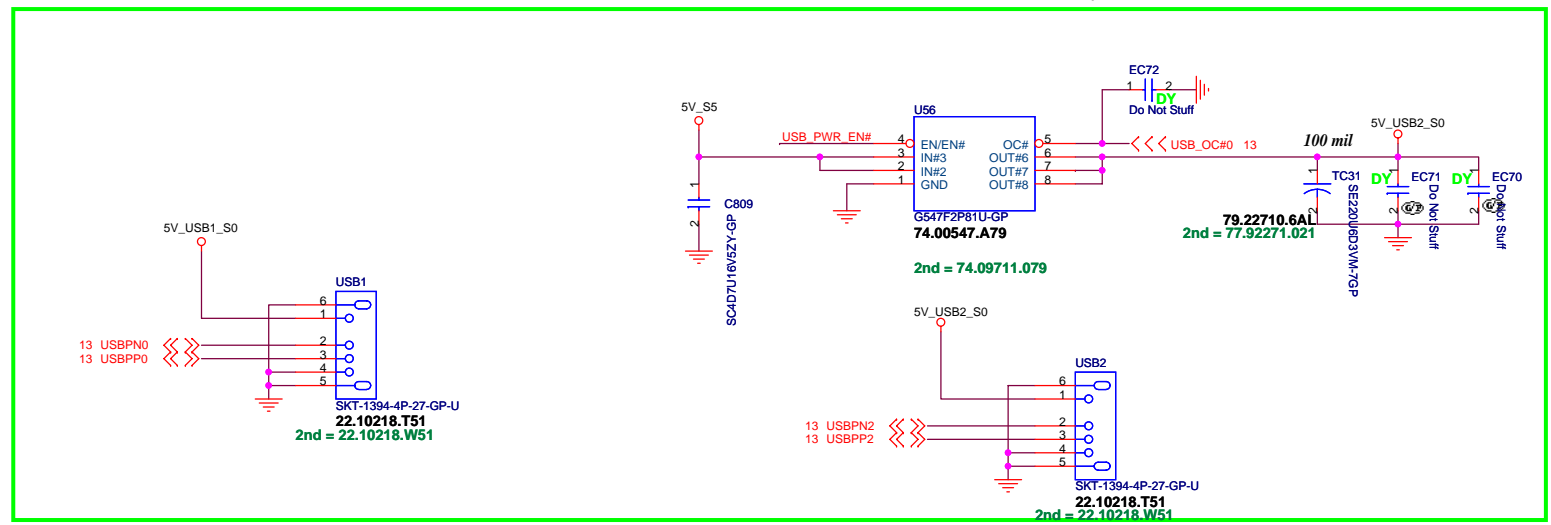 5V_USB1_S0
USB1
6
1
13 USBPN0
2
13 USBPP0
3
4
5
SKT-1394-4P-27-GP-U
22.10218.T51
2nd = 22.10218.W51
5V_S5
1
2
C809
SC4D7U16V5ZY-GP
U56
USB_PWR_EN#
4
EN/EN#
3
IN#3
2
IN#2
1
GND
OC#
5
OUT#6
6
OUT#7
7
OUT#8
8
G547F2P81U-GP
74.00547.A79
2nd = 74.09711.079
EC72
1
2
DY
Do Not Stuff
USB_OC#0 13
100 mil
5V_USB2_S0
1
2
TC31
SE220U6D3VM-7GP
79.22710.6AL
2nd = 77.92271.021
DY
1
2
EC71
Do Not Stuff
DY
1
2
EC70
Do Not Stuff
5V_USB2_S0
USB2
6
1
13 USBPN2
2
13 USBPP2
3
4
5
SKT-1394-4P-27-GP-U
22.10218.T51
2nd = 22.10218.W51